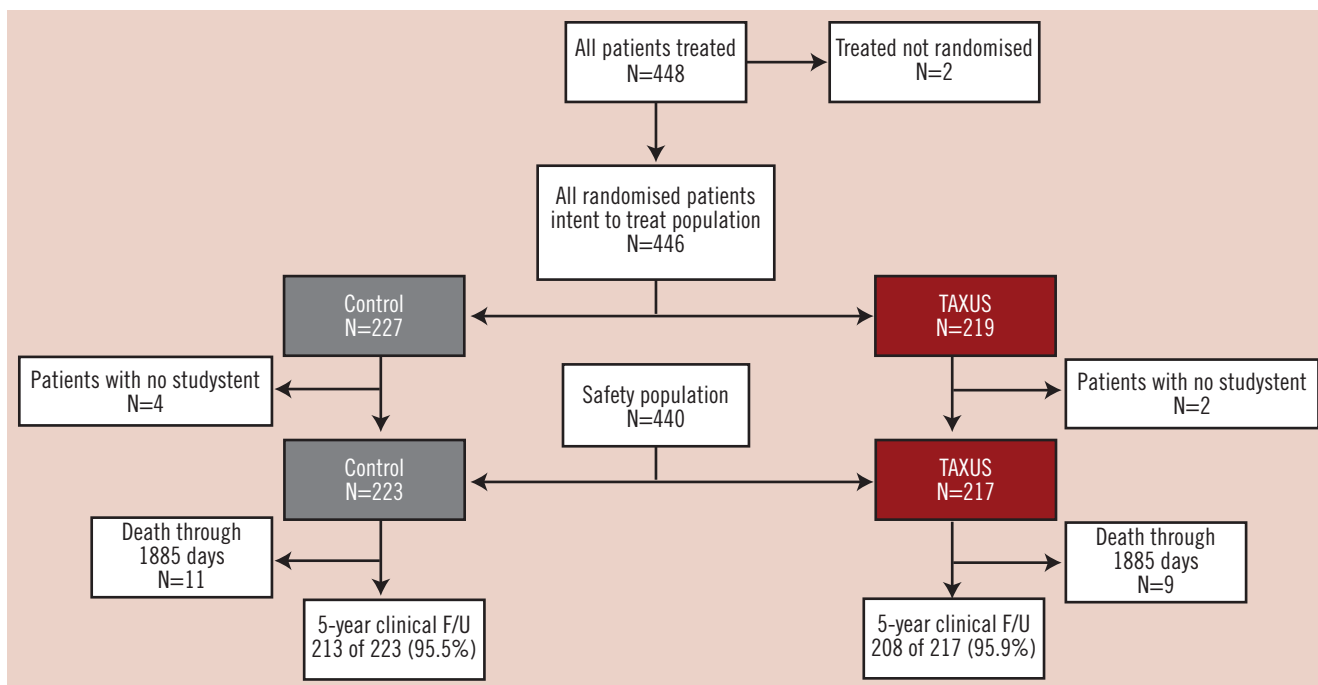 All patients treated
N=448
Treated not randomised
N=2
All randomised patients
intent to treat population
N=446
Control
N=227
TAXUS
N=219
Patients with no studystent
N=4
Safety population
N=440
Patients with no studystent
N=2
Control
N=223
TAXUS
N=217
Death through
1885 days
N=11
Death through
1885 days
N=9
5-year clinical F/U
213 of 223 (95.5%)
5-year clinical F/U
208 of 217 (95.9%)